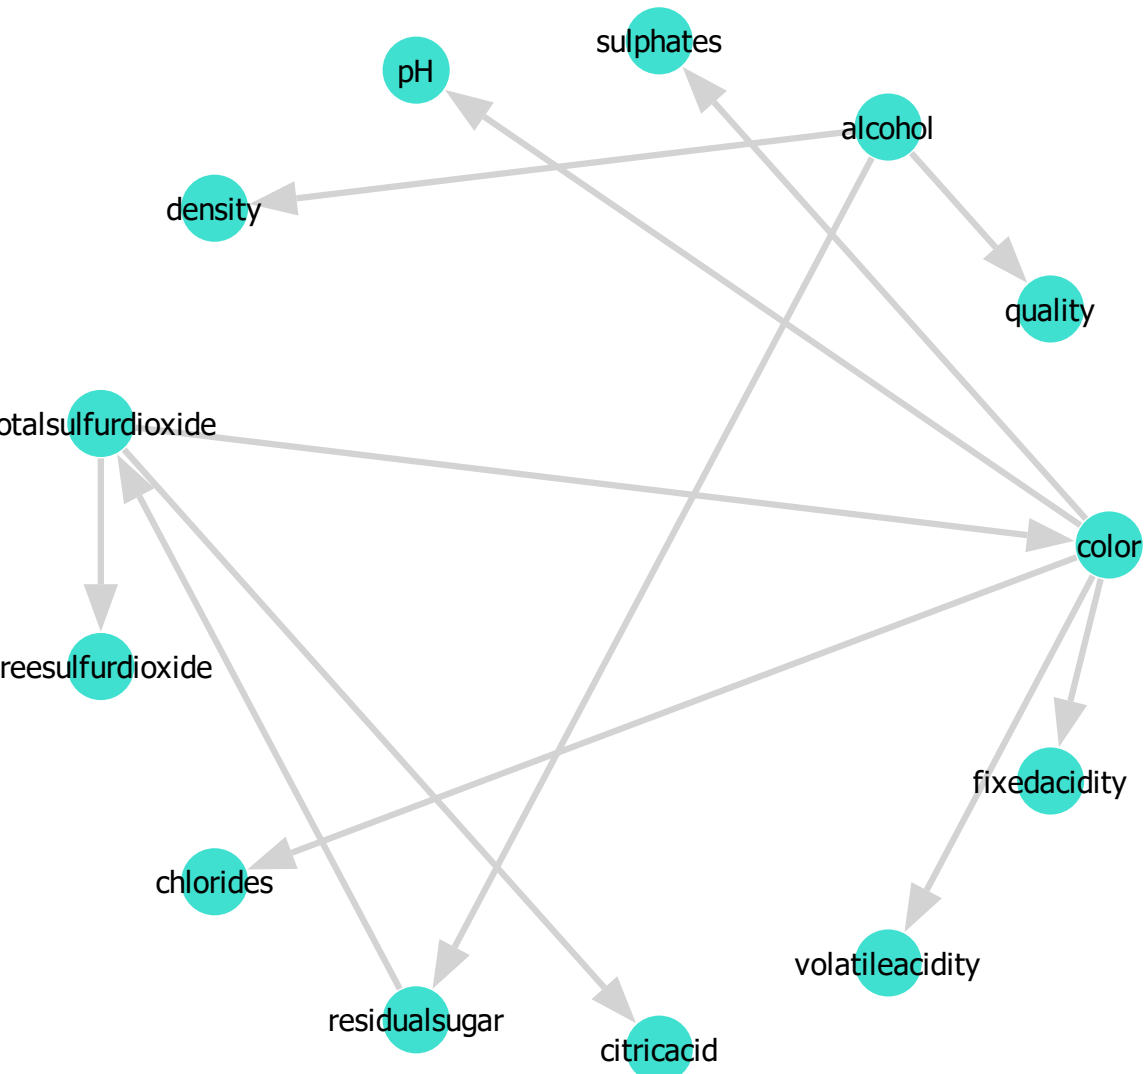 sulphates
pH
alcohol
density
quality
otalsulfurdioxide
color
reesulfurdioxide
fixedacidity
chlorides
volatileacidity
residualsugar
citricacid